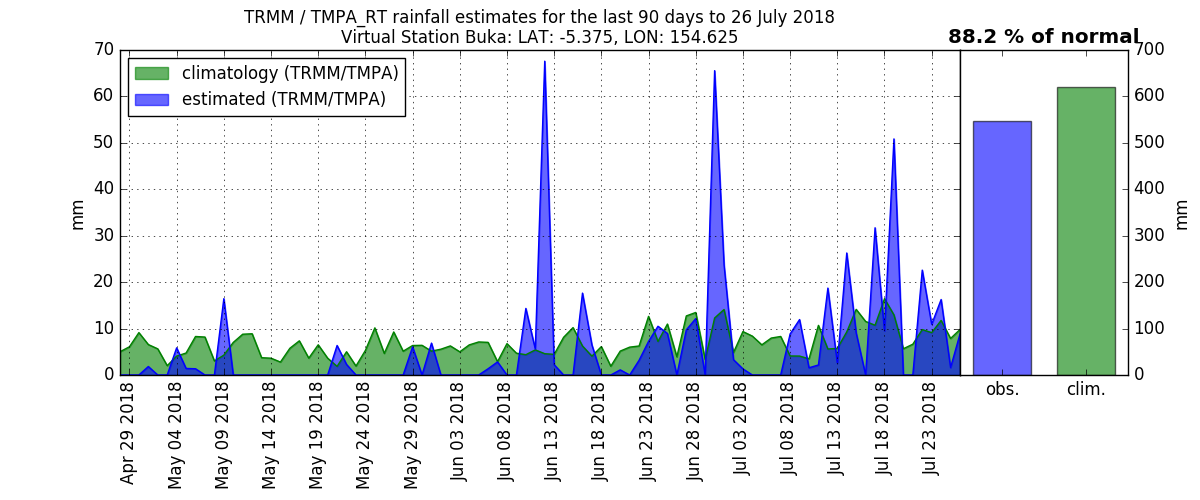 TRMM / TMPA_RT rainfall estimates for the last 90 days to 26 July 2018
Virtual Station Buka: LAT: -5.375, LON: 154.625
88.2 % of normal
climatology (TRMM/TMPA)
estimated (TRMM/TMPA)
70
60
50
40
30
20
10
0
mm
Apr 29 2018
May 04 2018
May 09 2018
May 14 2018
May 19 2018
May 24 2018
May 29 2018
Jun 03 2018
Jun 08 2018
Jun 13 2018
Jun 18 2018
Jun 23 2018
Jun 28 2018
Jul 03 2018
Jul 08 2018
Jul 13 2018
Jul 18 2018
Jul 23 2018
obs.
clim.
700
600
500
400
300
200
100
0
mm